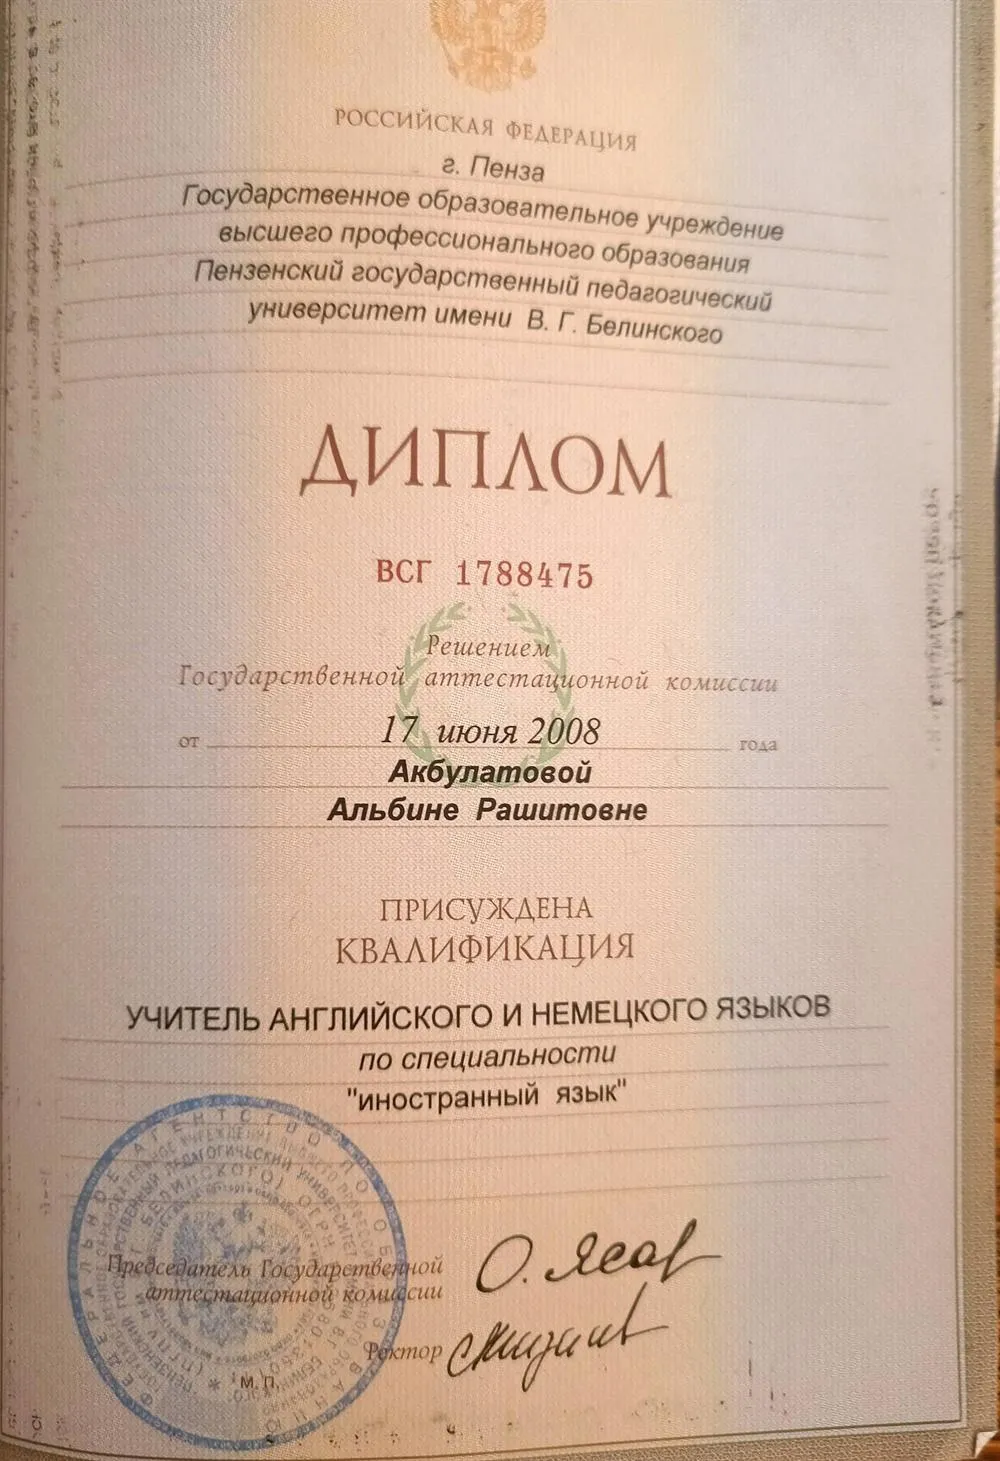 РОССИЙСКАЯ ФЕДЕРАЦИЯ
г. Пенза
Государственное образовательное учреждение
высшего профессионального образования
Пензенский государственный педагогический
университет имени В. Г. Белинского
ДИПЛОМ
ВСГ 1788475
Решением
Государственной аттестационной комиссии
от 17 июня 2008 года
Акбулатовой
Альбине Рашитовне
ПРИСУЖДЕНА
КВАЛИФИКАЦИЯ
УЧИТЕЛЬ АНГЛИЙСКОГО И НЕМЕЦКОГО ЯЗЫКОВ
по специальности
"иностранный язык"
Председатель Государственной
аттестационной комиссии
Ректор
М.П.